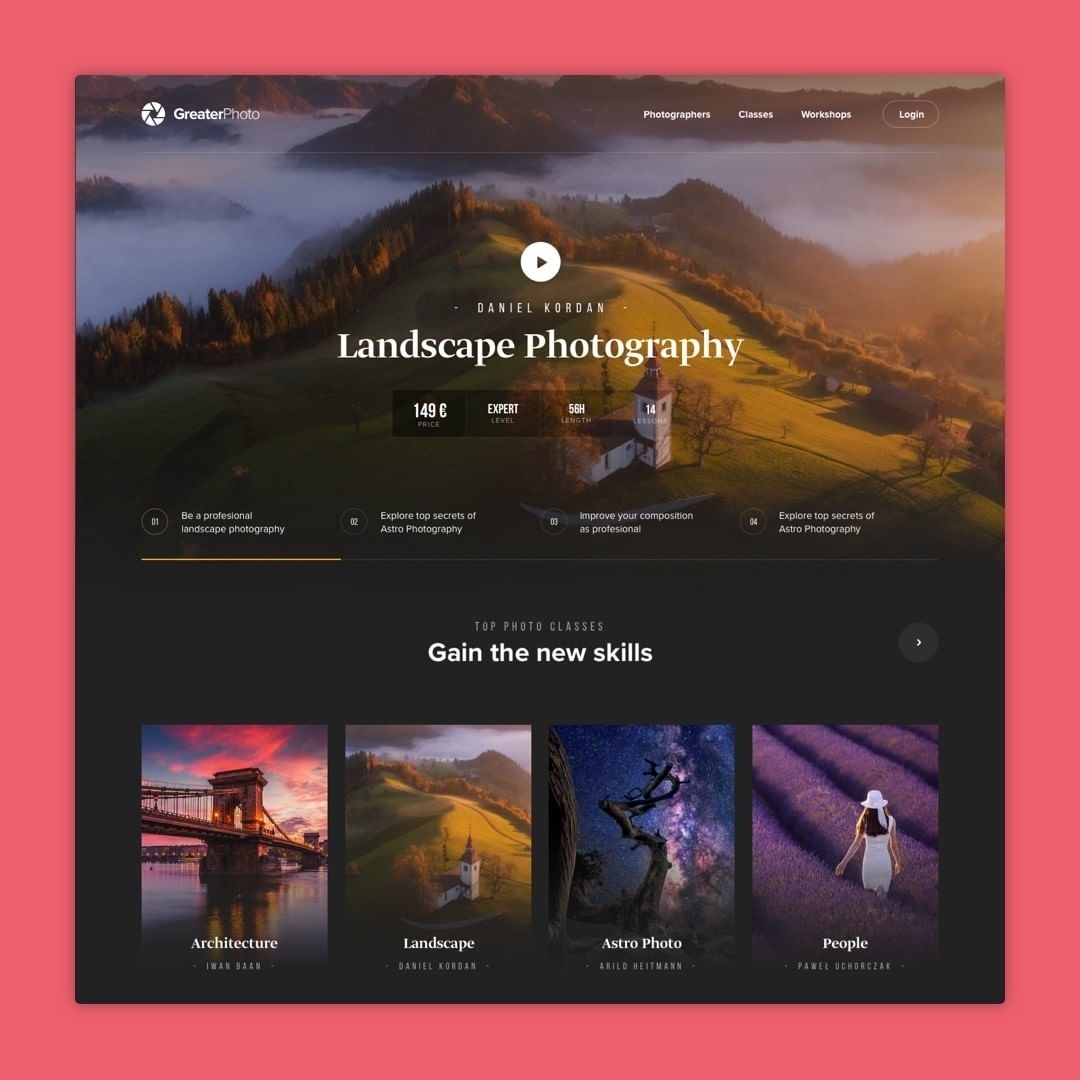 GreaterPhoto
Photographers Classes Workshops Login
- DANIEL KORDAN -
Landscape Photography
149 € EXPERT 56H 14
PRICE LEVEL LENGTH LESSONS
01 Be a profesional
landscape photography
02 Explore top secrets of
Astro Photography
03 Improve your composition
as profesional
04 Explore top secrets of
Astro Photography
TOP PHOTO CLASSES
Gain the new skills
Architecture
- IWAN BAAN -
Landscape
- DANIEL KORDAN -
Astro Photo
- ARILD HEITMANN -
People
- PAWEŁ UCHORCZAK -